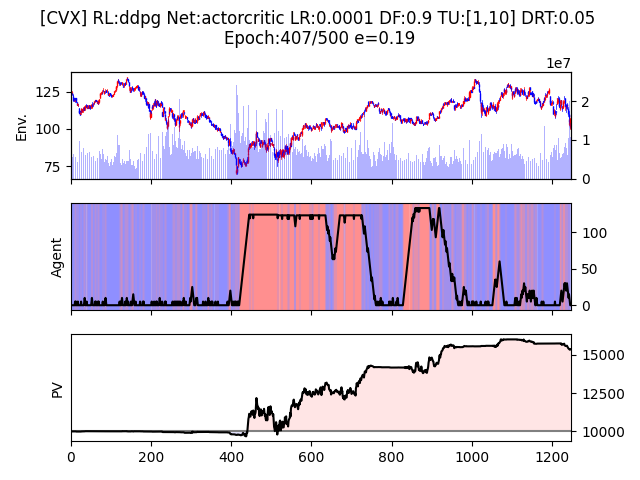 [CVX] RL:ddpg Net:actorcritic LR:0.0001 DF:0.9 TU:[1,10] DRT:0.05
Epoch:407/500 e=0.19
1e7
Env.
125
100
75
2
1
0
Agent
100
50
0
PV
15000
12500
10000
0 200 400 600 800 1000 1200